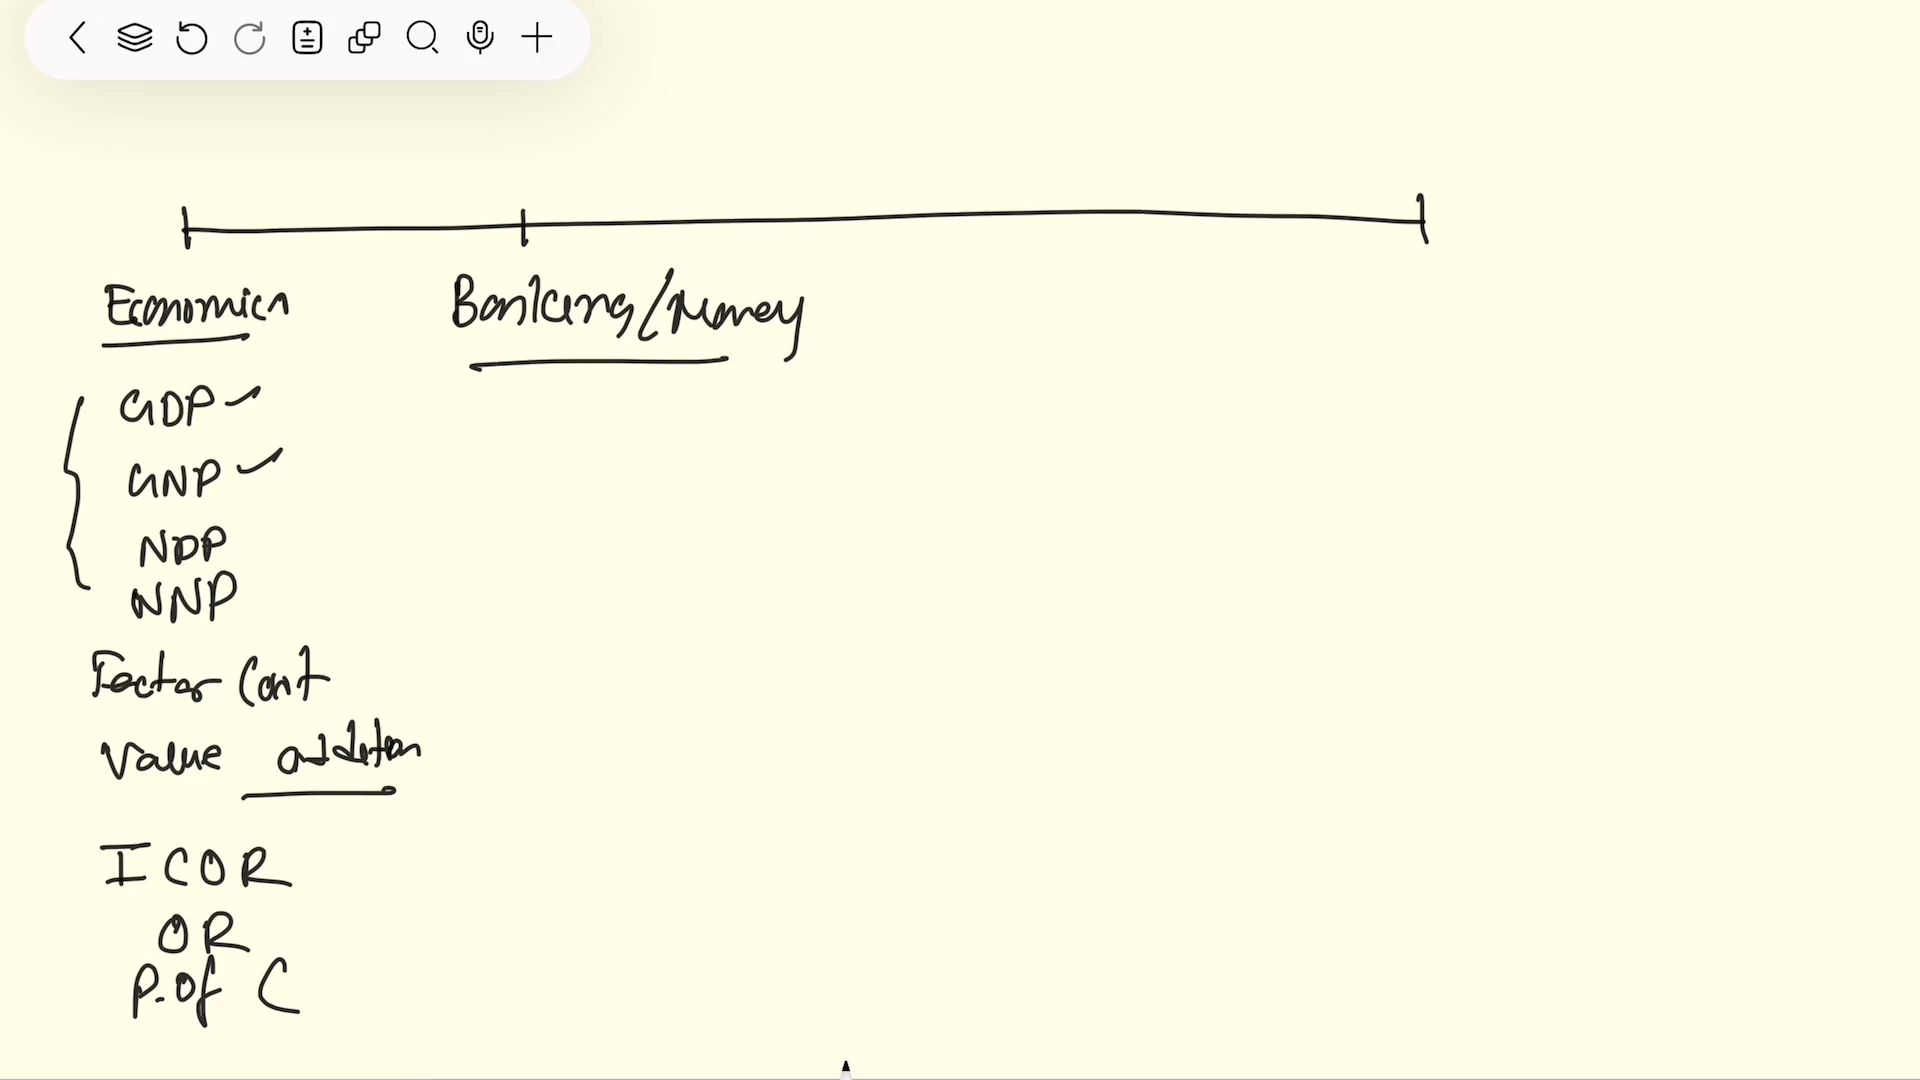 Economics
Banking/Money
GDP
GNP
NDP
NNP
Factor Cost
Value addition
ICOR
OR
P. of C